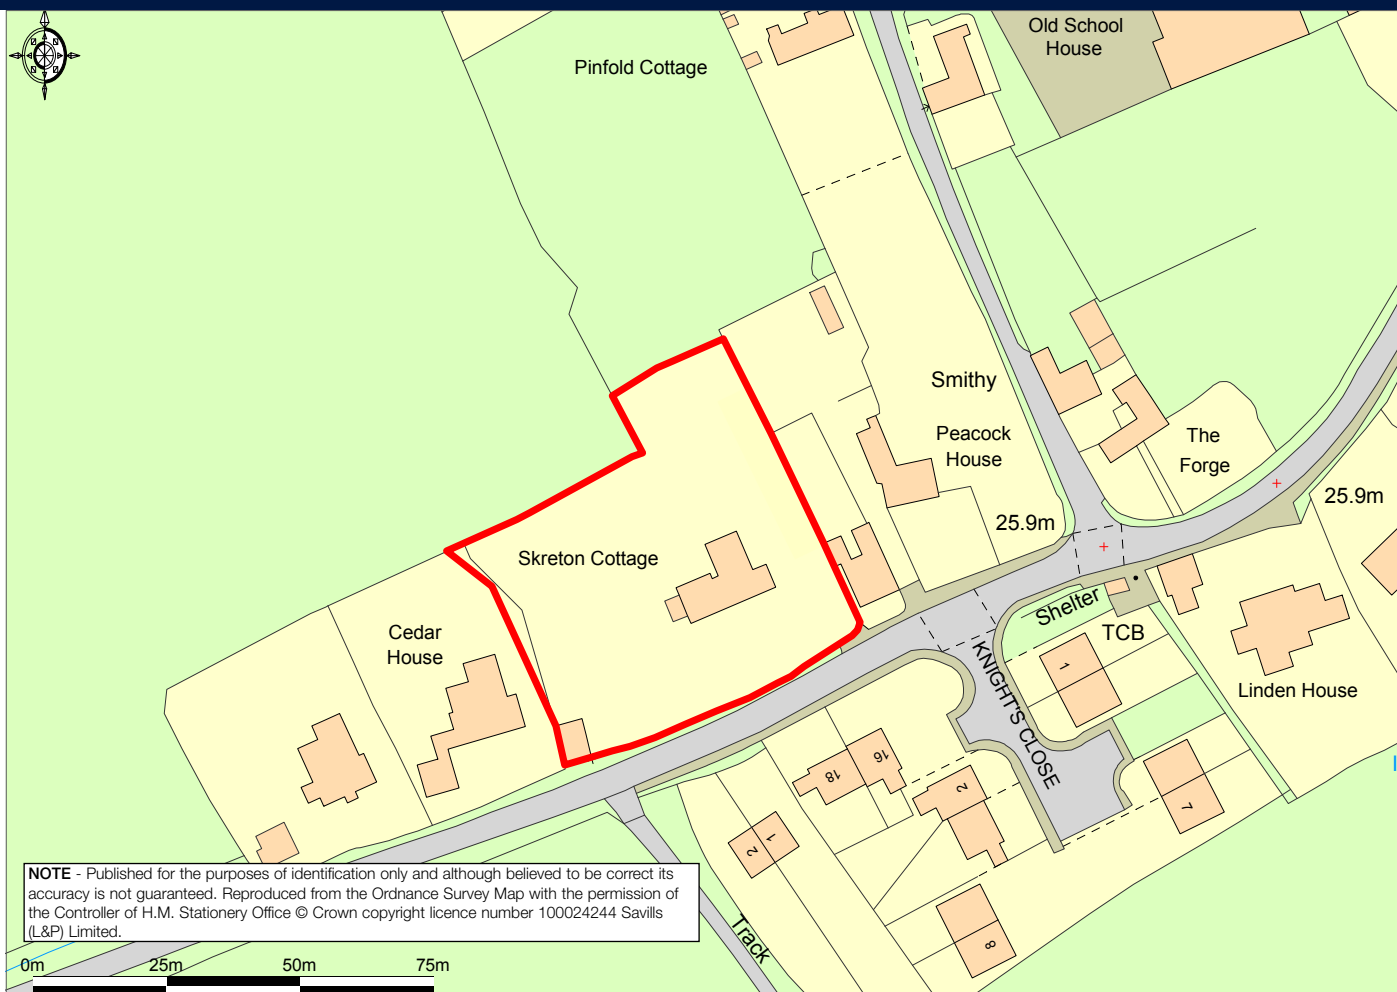 Old School
House
Pinfold Cottage
Smithy
Peacock
House
The
Forge
25.9m
25.9m
Skreton Cottage
Cedar
House
Shelter
TCB
KNIGHT'S CLOSE
Linden House
1
16
18
2
7
1
2
8
Track
NOTE - Published for the purposes of identification only and although believed to be correct its
accuracy is not guaranteed. Reproduced from the Ordnance Survey Map with the permission of
the Controller of H.M. Stationery Office © Crown copyright licence number 100024244 Savills
(L&P) Limited.
0m 25m 50m 75m